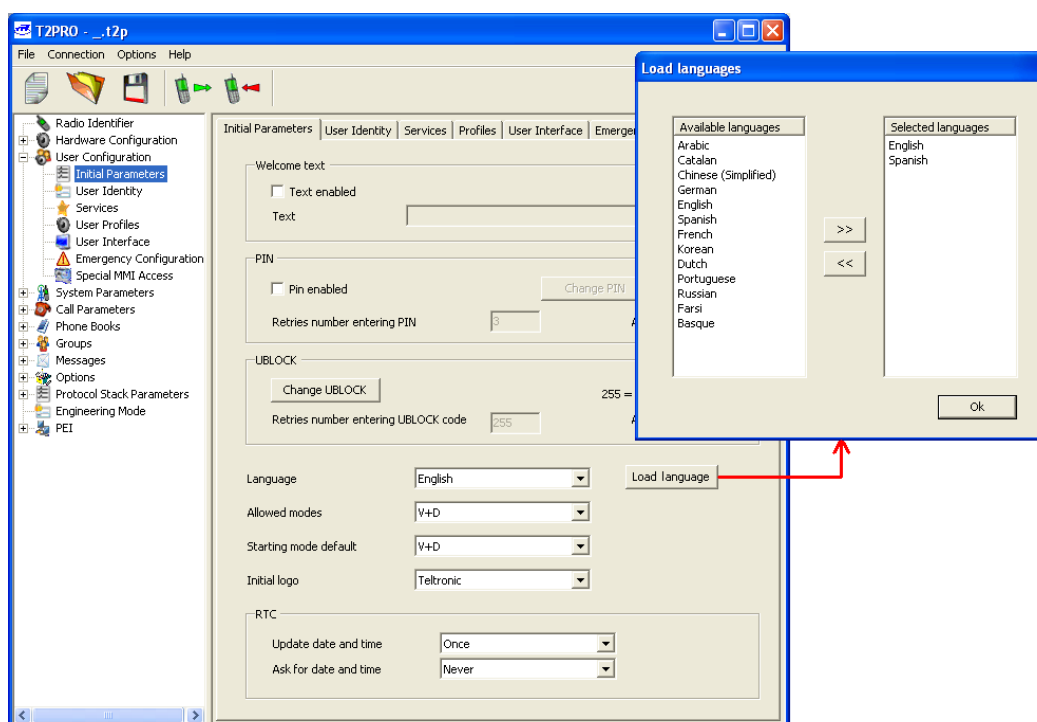 T2PRO - _.t2p
File Connection Options Help
Radio Identifier
Hardware Configuration
User Configuration
Initial Parameters
User Identity
Services
User Profiles
User Interface
Emergency Configuration
Special MMI Access
System Parameters
Call Parameters
Phone Books
Groups
Messages
Options
Protocol Stack Parameters
Engineering Mode
PEI
Initial Parameters User Identity Services Profiles User Interface Emergen
Welcome text
Text enabled
Text
PIN
Pin enabled
Change PIN
Retries number entering PIN 3 A
UBLOCK
Change UBLOCK 255 =
Retries number entering UBLOCK code 255 A
Language English Load language
Allowed modes V+D
Starting mode default V+D
Initial logo Teltronic
RTC
Update date and time Once
Ask for date and time Never
Load languages
Available languages
Arabic
Catalan
Chinese (Simplified)
German
English
Spanish
French
Korean
Dutch
Portuguese
Russian
Farsi
Basque
>>
<<
Selected languages
English
Spanish
Ok